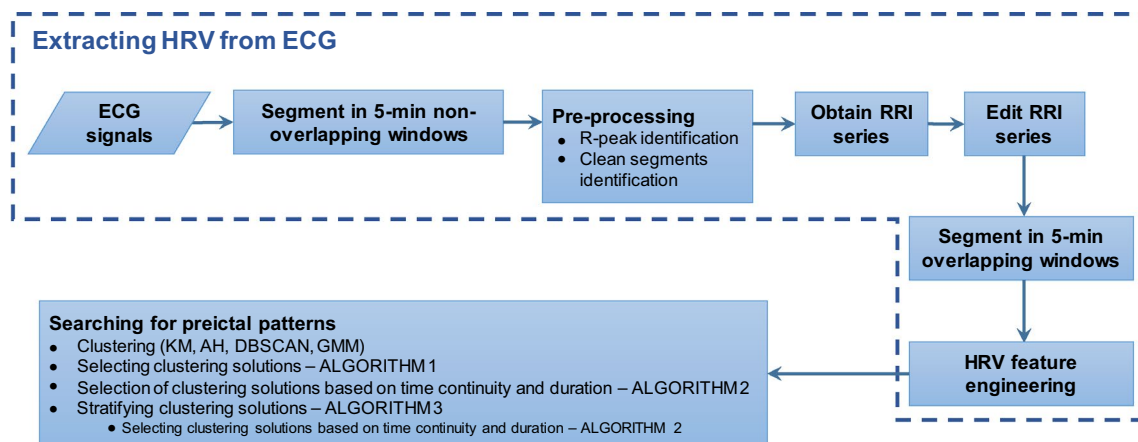 Extracting HRV from ECG
ECG
signals
Segment in 5-min non-
overlapping windows
Pre-processing
• R-peak identification
• Clean segments
identification
Obtain RRI
series
Edit RRI
series
Segment in 5-min
overlapping windows
HRV feature
engineering
Searching for preictal patterns
• Clustering (KM, AH, DBSCAN, GMM)
• Selecting clustering solutions – ALGORITHM 1
• Selection of clustering solutions based on time continuity and duration – ALGORITHM 2
• Stratifying clustering solutions – ALGORITHM 3
• Selecting clustering solutions based on time continuity and duration – ALGORITHM 2